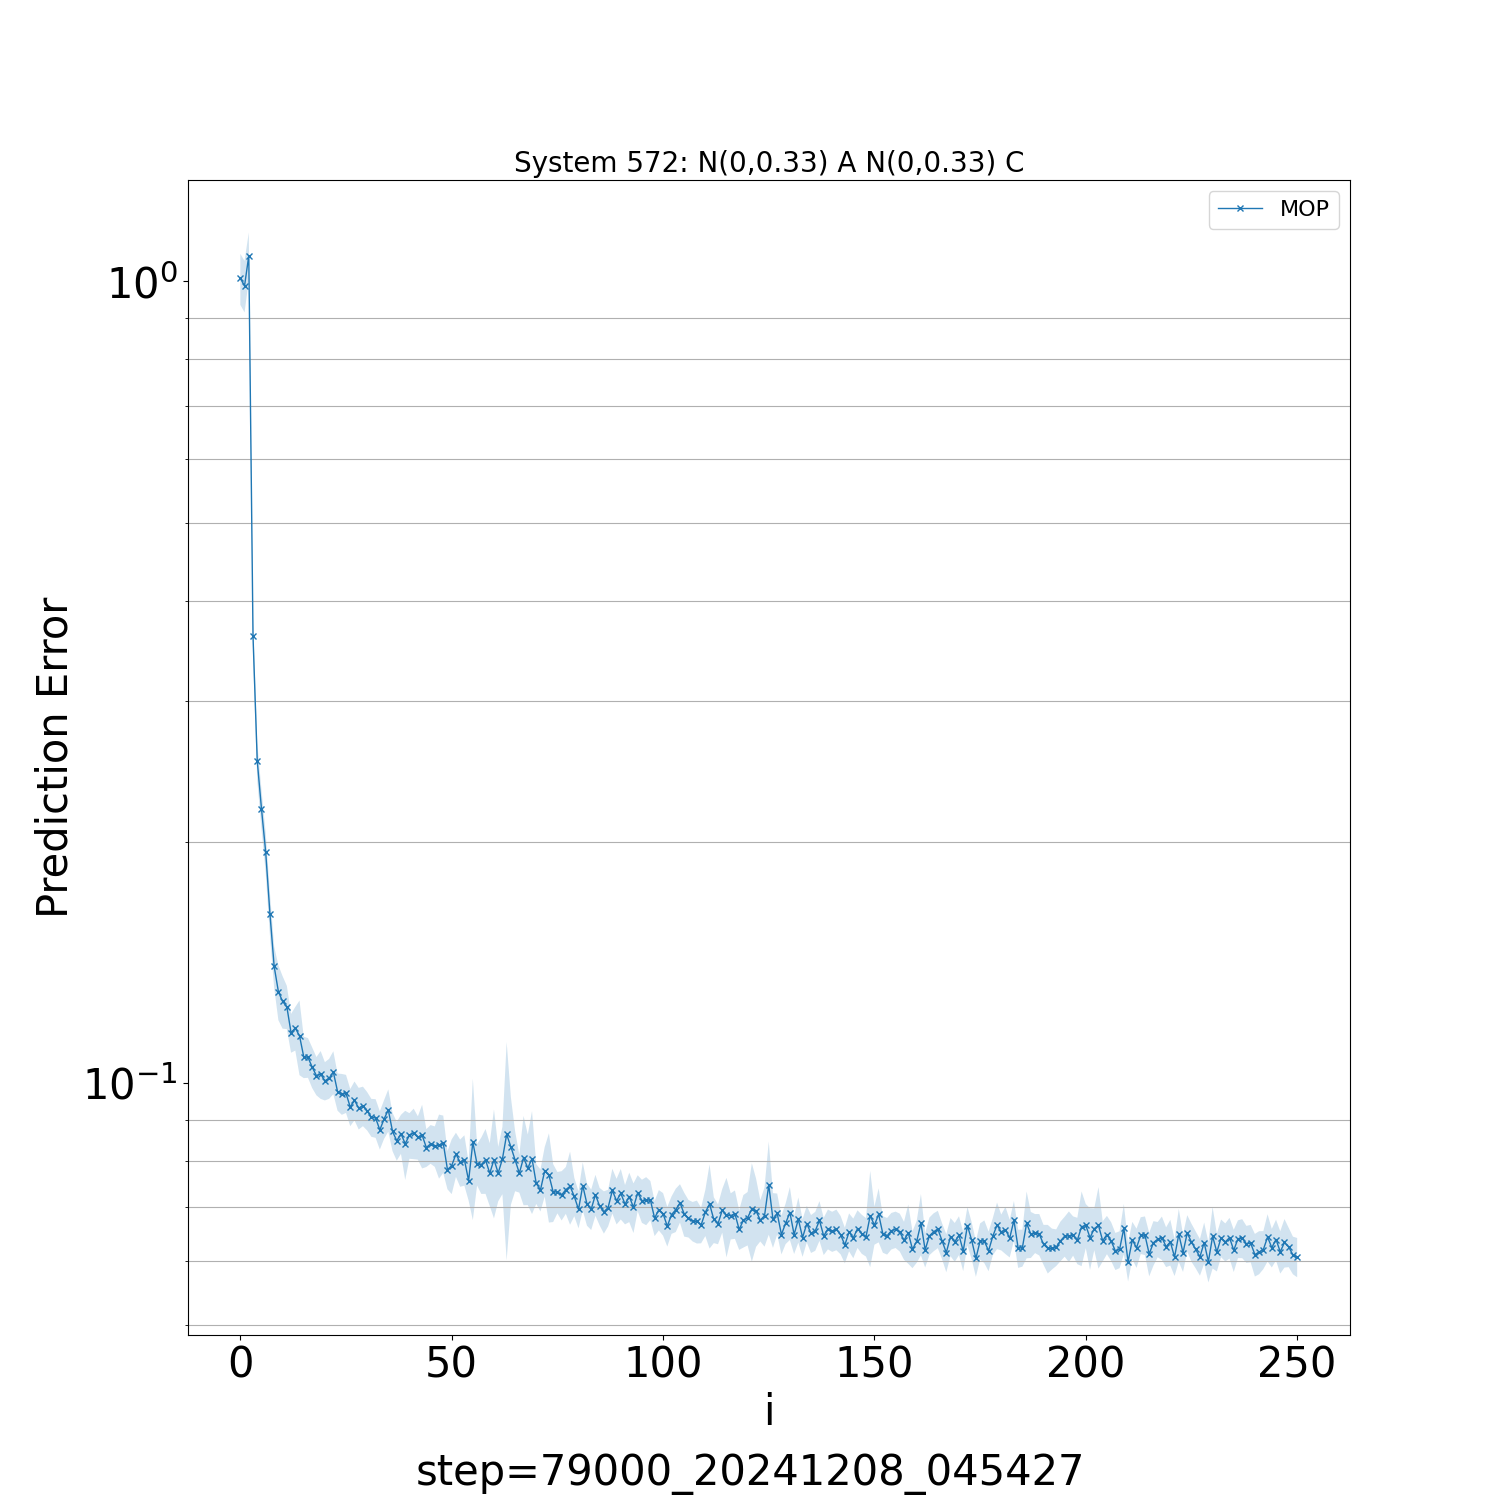 System 572: N(0,0.33) A N(0,0.33) C
MOP
Prediction Error
10⁰
10⁻¹
0 50 100 150 200 250
i
step=79000_20241208_045427